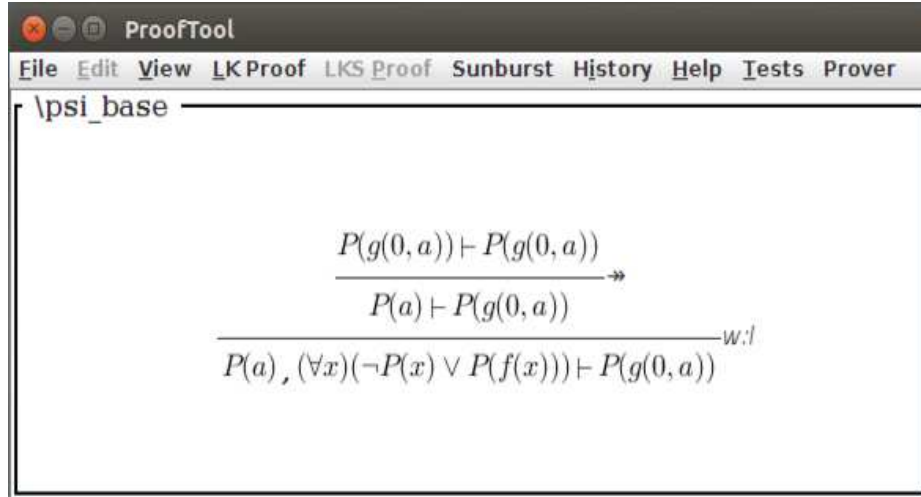 ProofTool
File Edit View LK Proof LKS Proof Sunburst History Help Tests Prover
\psi_base
P(g(0, a)) ⊢ P(g(0, a))
↠
P(a) ⊢ P(g(0, a))
w:l
P(a) , (∀x)(¬P(x) ∨ P(f(x))) ⊢ P(g(0, a))